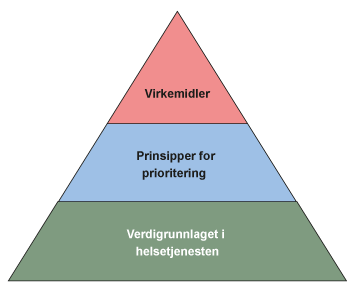 Virkemidler
Prinsipper for
prioritering
Verdigrunnlaget i
helsetjenesten